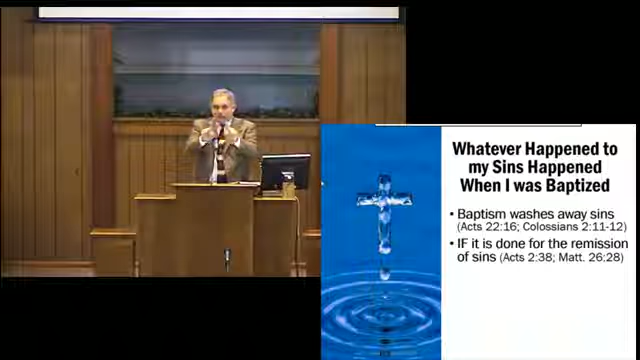 Whatever Happened to
my Sins Happened
When I was Baptized
• Baptism washes away sins
(Acts 22:16; Colossians 2:11-12)
• IF it is done for the remission
of sins (Acts 2:38; Matt. 26:28)